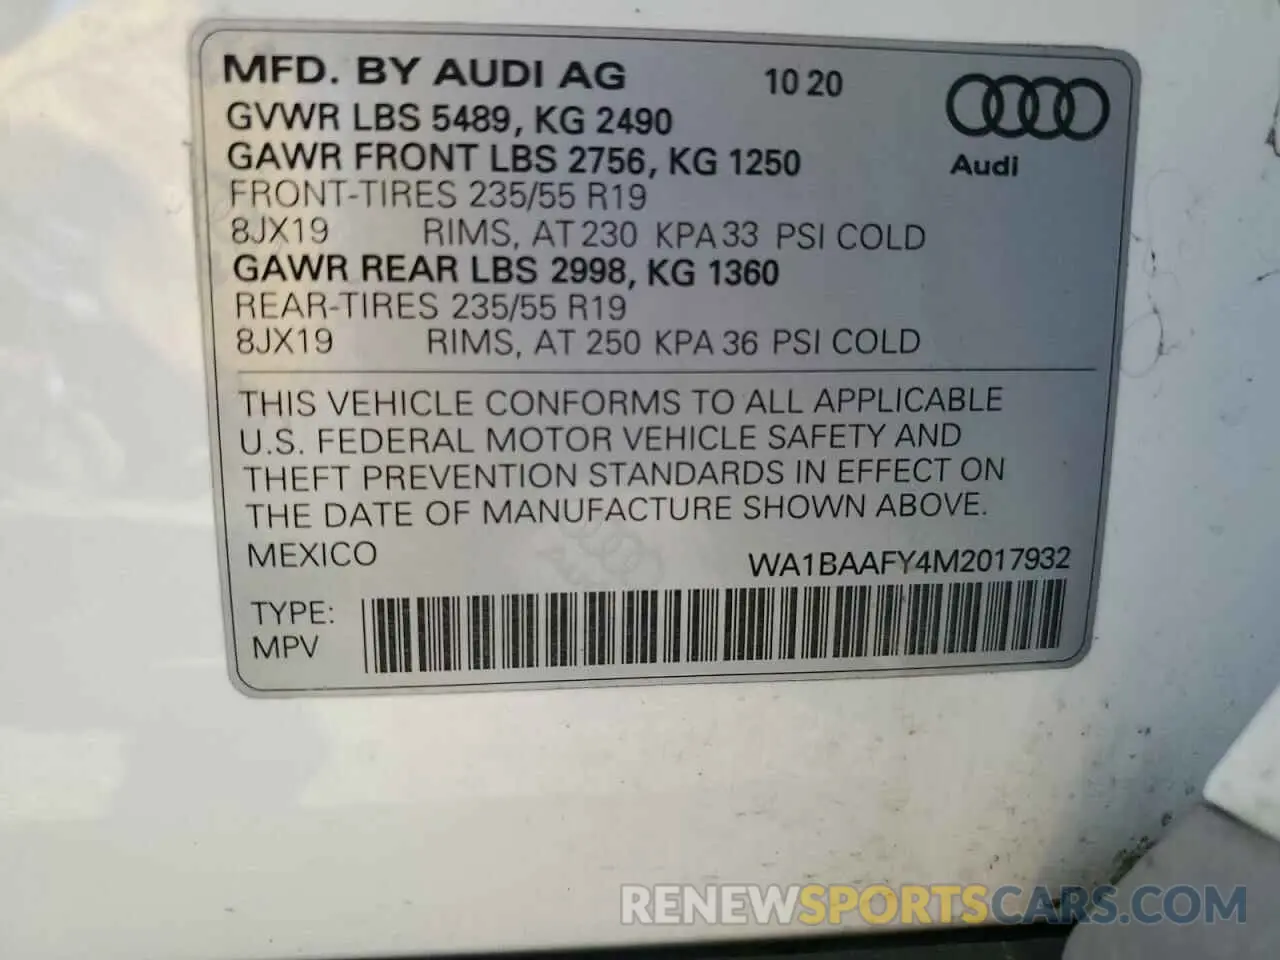 MFD. BY AUDI AG 10 20
GVWR LBS 5489, KG 2490
GAWR FRONT LBS 2756, KG 1250
Audi
FRONT-TIRES 235/55 R19
8JX19 RIMS, AT 230 KPA 33 PSI COLD
GAWR REAR LBS 2998, KG 1360
REAR-TIRES 235/55 R19
8JX19 RIMS, AT 250 KPA 36 PSI COLD
THIS VEHICLE CONFORMS TO ALL APPLICABLE
U.S. FEDERAL MOTOR VEHICLE SAFETY AND
THEFT PREVENTION STANDARDS IN EFFECT ON
THE DATE OF MANUFACTURE SHOWN ABOVE.
MEXICO WA1BAAFY4M2017932
TYPE:
MPV
RENEWSPORTSCARS.COM